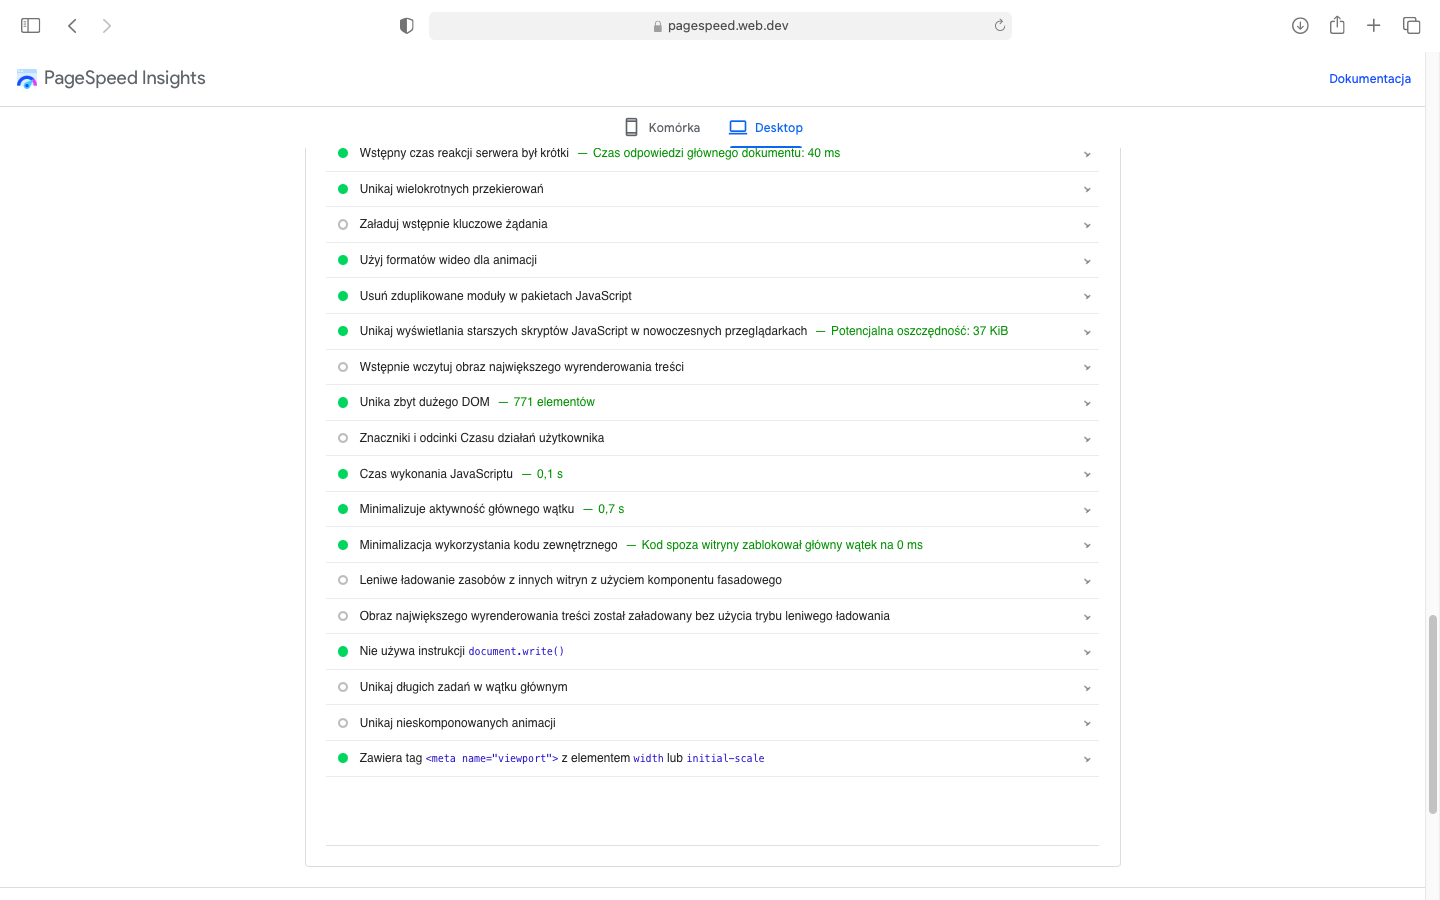 pagespeed.web.dev
PageSpeed Insights
Dokumentacja
Komórka
Desktop
Wstępny czas reakcji serwera był krótki — Czas odpowiedzi głównego dokumentu: 40 ms
Unikaj wielokrotnych przekierowań
Załaduj wstępnie kluczowe żądania
Użyj formatów wideo dla animacji
Usuń zduplikowane moduły w pakietach JavaScript
Unikaj wyświetlania starszych skryptów JavaScript w nowoczesnych przeglądarkach — Potencjalna oszczędność: 37 KiB
Wstępnie wczytuj obraz największego wyrenderowania treści
Unika zbyt dużego DOM — 771 elementów
Znaczniki i odcinki Czasu działań użytkownika
Czas wykonania JavaScriptu — 0,1 s
Minimalizuje aktywność głównego wątku — 0,7 s
Minimalizacja wykorzystania kodu zewnętrznego — Kod spoza witryny zablokował główny wątek na 0 ms
Leniwe ładowanie zasobów z innych witryn z użyciem komponentu fasadowego
Obraz największego wyrenderowania treści został załadowany bez użycia trybu leniwego ładowania
Nie używa instrukcji document.write()
Unikaj długich zadań w wątku głównym
Unikaj nieskomponowanych animacji
Zawiera tag <meta name="viewport"> z elementem width lub initial-scale